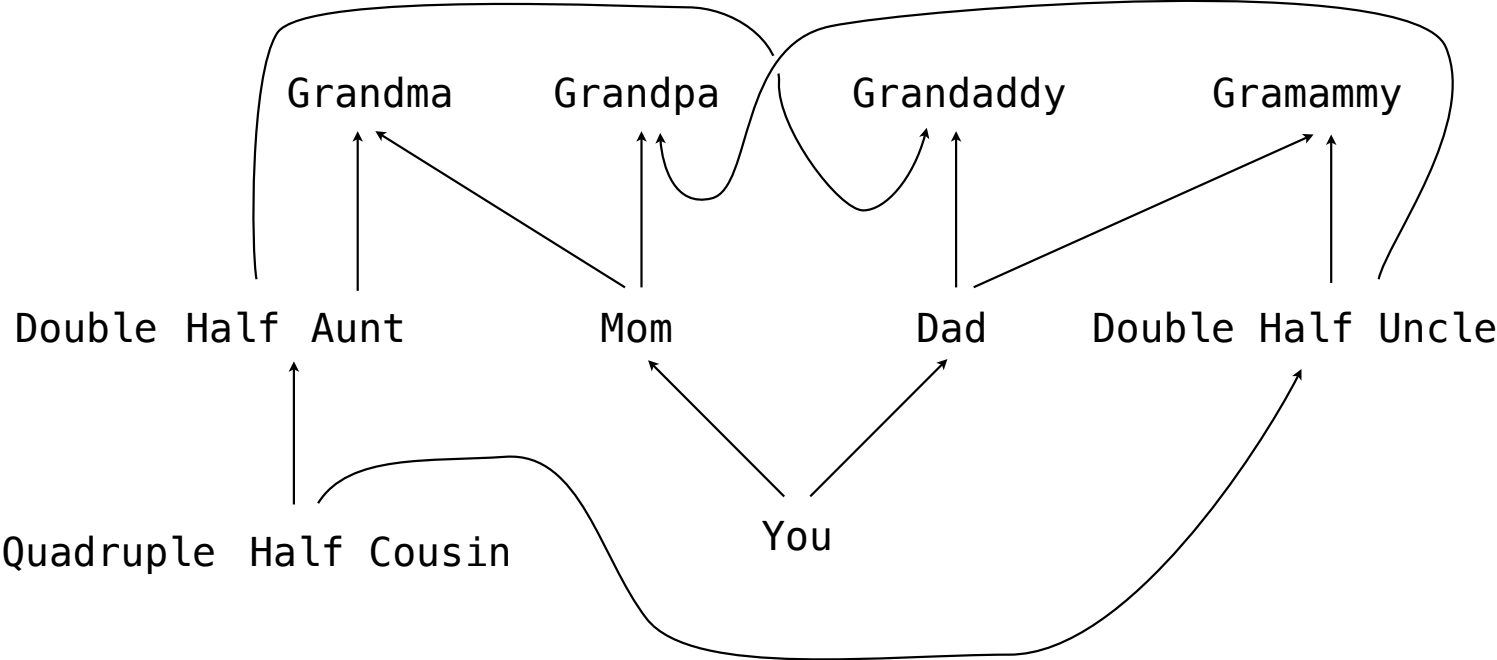 Grandma Grandpa Grandaddy Gramammy
Double Half Aunt Mom Dad Double Half Uncle
You
Quadruple Half Cousin